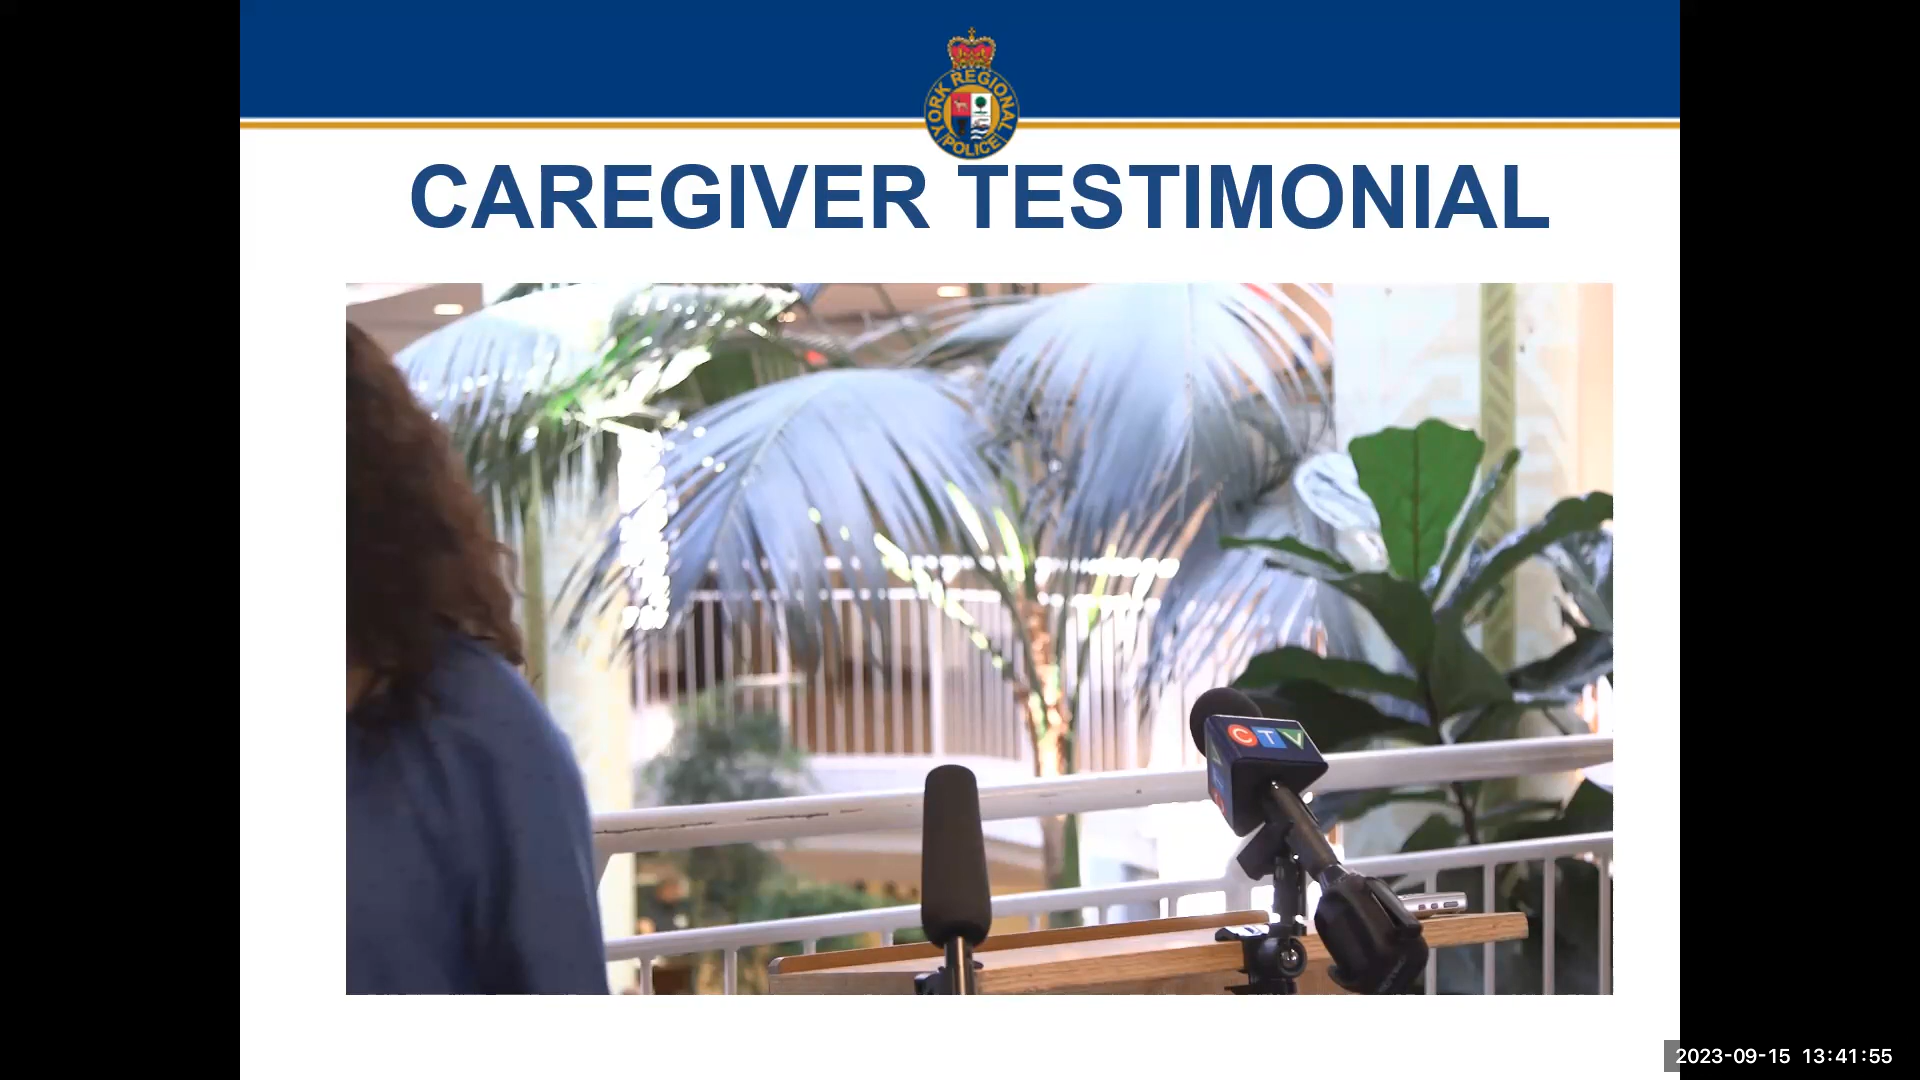 YORK REGIONAL
POLICE
CAREGIVER TESTIMONIAL
CTV
2023-09-15 13:41:55